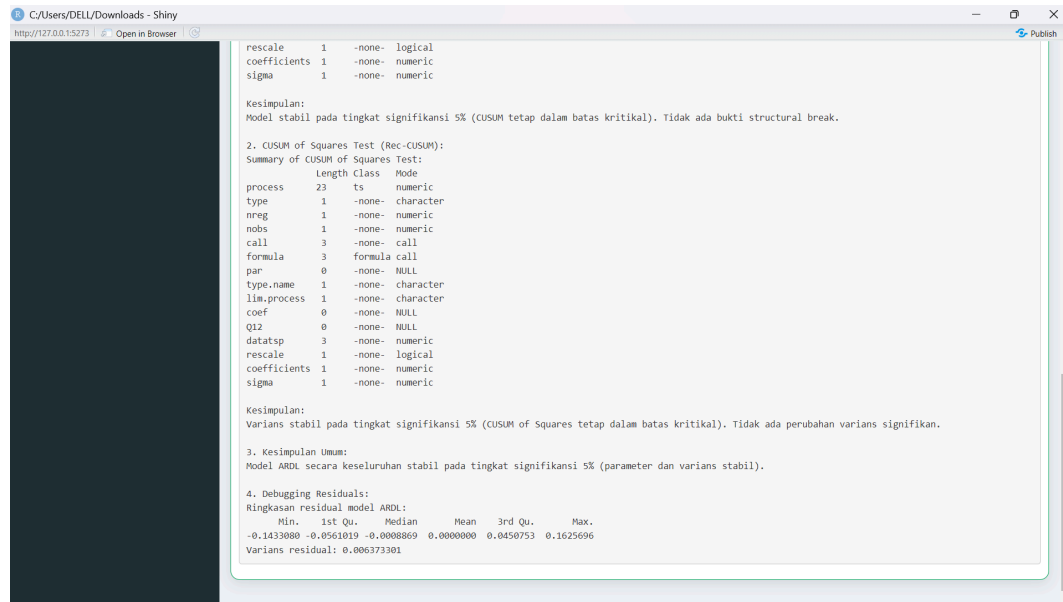 C:/Users/DELL/Downloads - Shiny
http://127.0.0.1:5273 Open in Browser Publish
rescale 1 -none- logical
coefficients 1 -none- numeric
sigma 1 -none- numeric
Kesimpulan:
Model stabil pada tingkat signifikansi 5% (CUSUM tetap dalam batas kritikal). Tidak ada bukti structural break.
2. CUSUM of Squares Test (Rec-CUSUM):
Summary of CUSUM of Squares Test:
Length Class Mode
process 23 ts numeric
type 1 -none- character
nreg 1 -none- numeric
nobs 1 -none- numeric
call 3 -none- call
formula 3 formula call
par 0 -none- NULL
type.name 1 -none- character
lim.process 1 -none- character
coef 0 -none- NULL
Q12 0 -none- NULL
datatsp 3 -none- numeric
rescale 1 -none- logical
coefficients 1 -none- numeric
sigma 1 -none- numeric
Kesimpulan:
Varians stabil pada tingkat signifikansi 5% (CUSUM of Squares tetap dalam batas kritikal). Tidak ada perubahan varians signifikan.
3. Kesimpulan Umum:
Model ARDL secara keseluruhan stabil pada tingkat signifikansi 5% (parameter dan varians stabil).
4. Debugging Residuals:
Ringkasan residual model ARDL:
Min. 1st Qu. Median Mean 3rd Qu. Max.
-0.1433080 -0.0561019 -0.0008869 0.0000000 0.0450753 0.1625696
Varians residual: 0.006373301